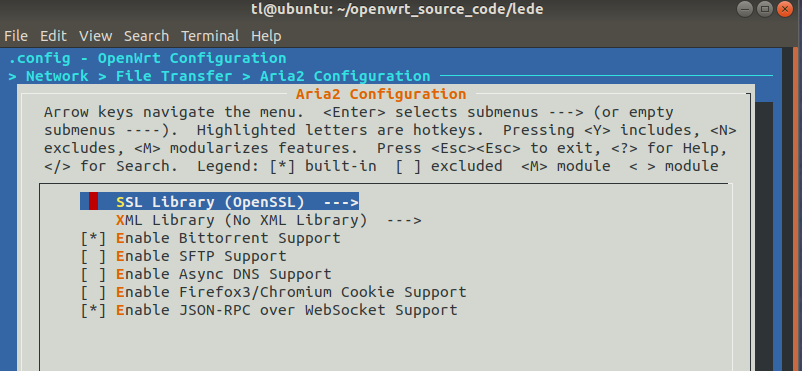 tl@ubuntu: ~/openwrt_source_code/lede
File Edit View Search Terminal Help
.config - OpenWrt Configuration
> Network > File Transfer > Aria2 Configuration
Aria2 Configuration
Arrow keys navigate the menu. <Enter> selects submenus ---> (or empty
submenus ----). Highlighted letters are hotkeys. Pressing <Y> includes, <N>
excludes, <M> modularizes features. Press <Esc><Esc> to exit, <?> for Help,
</> for Search. Legend: [*] built-in [ ] excluded <M> module < > module
SSL Library (OpenSSL) --->
XML Library (No XML Library) --->
[*] Enable Bittorrent Support
[ ] Enable SFTP Support
[ ] Enable Async DNS Support
[ ] Enable Firefox3/Chromium Cookie Support
[*] Enable JSON-RPC over WebSocket Support